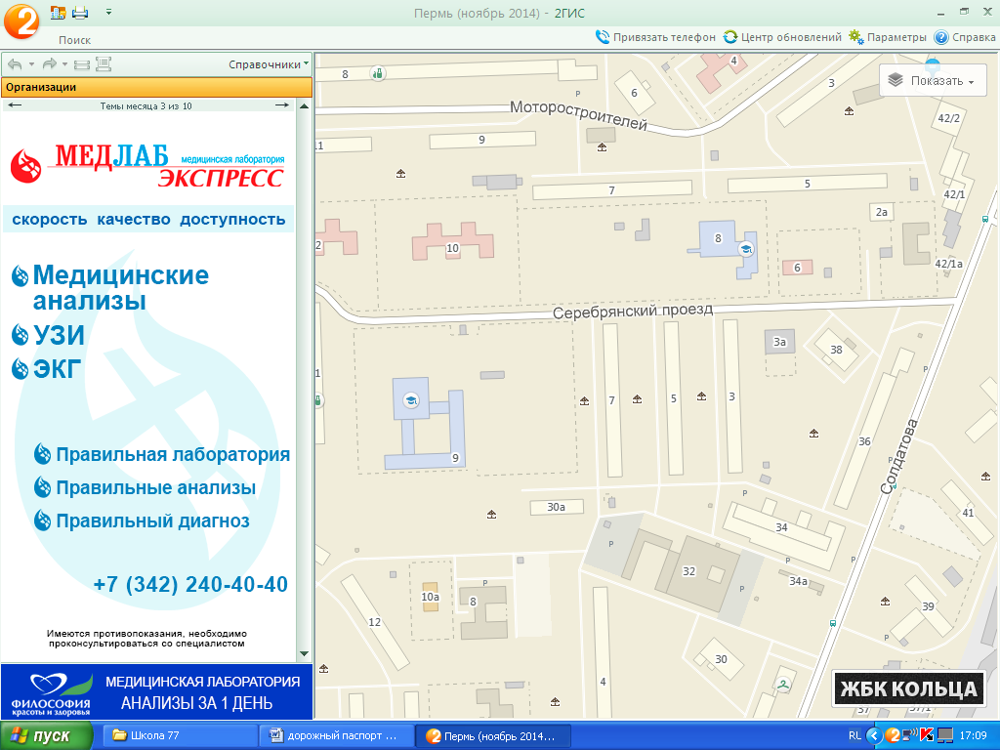 Пермь (ноябрь 2014) - 2ГИС
Поиск
Привязать телефон
Центр обновлений
Параметры
Справка
Справочники
Организации
Темы месяца 3 из 10
МЕДЛАБ
медицинская лаборатория
ЭКСПРЕСС
скорость качество доступность
Медицинские
анализы
УЗИ
ЭКГ
Правильная лаборатория
Правильные анализы
Правильный диагноз
+7 (342) 240-40-40
Имеются противопоказания, необходимо
проконсультироваться со специалистом
ФИЛОСОФИЯ
красоты и здоровья
МЕДИЦИНСКАЯ ЛАБОРАТОРИЯ
АНАЛИЗЫ ЗА 1 ДЕНЬ
Показать
8
4
6
3
P
42/2
Моторостроителей
11
9
7
5
42/1
2а
2
10
8
6
42/1а
Серебрянский проезд
3а
38
1
7
5
3
P
9
36
Солдатова
P
30а
P
34
41
P
P
32
P
34а
P
10а
8
12
39
P
P
30
4
ЖБК КОЛЬЦА
37
37/1
пуск
Школа 77
дорожный паспорт ...
Пермь (ноябрь 2014...
RL
17:09